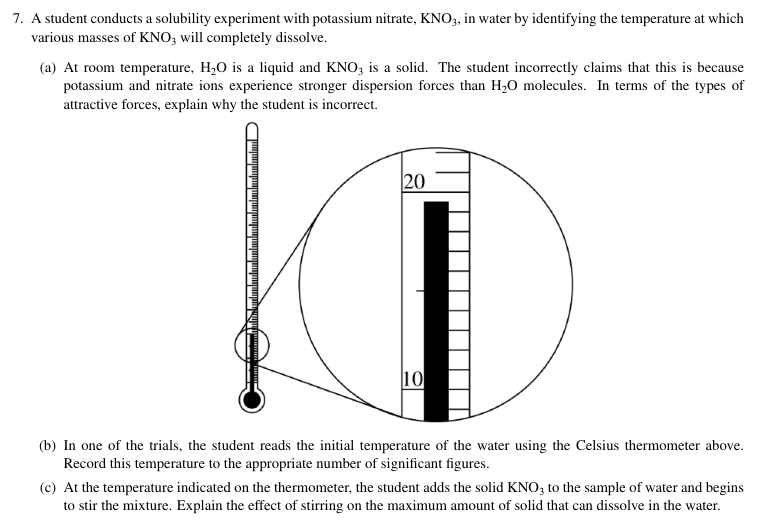 7. A student conducts a solubility experiment with potassium nitrate, KNO₃, in water by identifying the temperature at which
various masses of KNO₃ will completely dissolve.
(a) At room temperature, H₂O is a liquid and KNO₃ is a solid. The student incorrectly claims that this is because
potassium and nitrate ions experience stronger dispersion forces than H₂O molecules. In terms of the types of
attractive forces, explain why the student is incorrect.
20
10
(b) In one of the trials, the student reads the initial temperature of the water using the Celsius thermometer above.
Record this temperature to the appropriate number of significant figures.
(c) At the temperature indicated on the thermometer, the student adds the solid KNO₃ to the sample of water and begins
to stir the mixture. Explain the effect of stirring on the maximum amount of solid that can dissolve in the water.